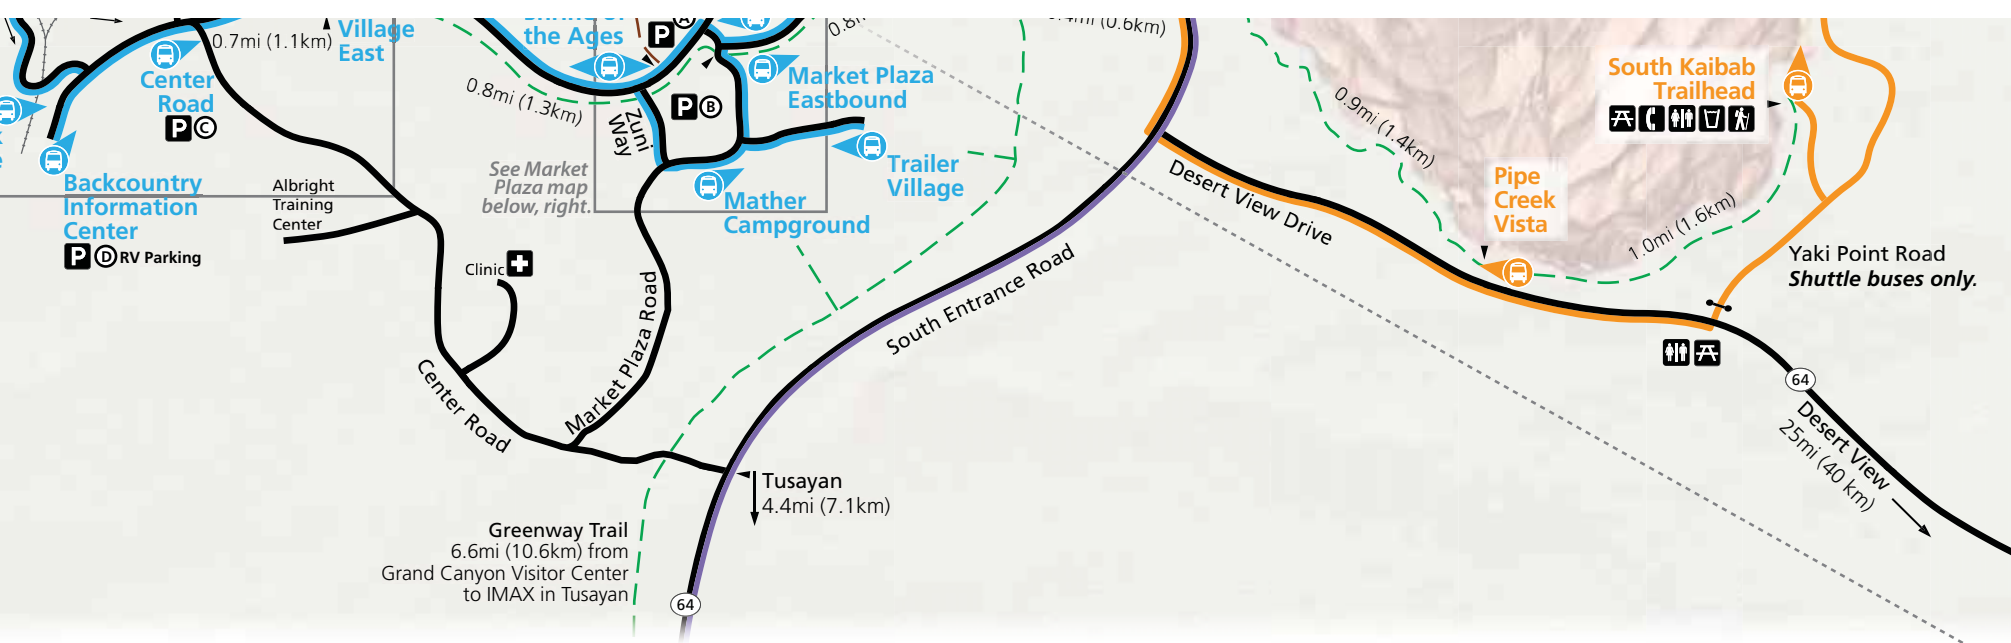 0.7mi (1.1km)
Village
East
Center
Road
P C
Backcountry
Information
Center
P D RV Parking
Albright
Training
Center
the Ages
P A
0.8mi (1.3km)
P B
Zuni
Way
See Market
Plaza map
below, right.
Market Plaza
Eastbound
Trailer
Village
Mather
Campground
Clinic
Center Road
Market Plaza Road
South Entrance Road
Tusayan
4.4mi (7.1km)
Greenway Trail
6.6mi (10.6km) from
Grand Canyon Visitor Center
to IMAX in Tusayan
64
(0.6km)
Desert View Drive
0.9mi (1.4km)
Pipe
Creek
Vista
1.0mi (1.6km)
South Kaibab
Trailhead
Yaki Point Road
Shuttle buses only.
64
Desert View
25mi (40 km)